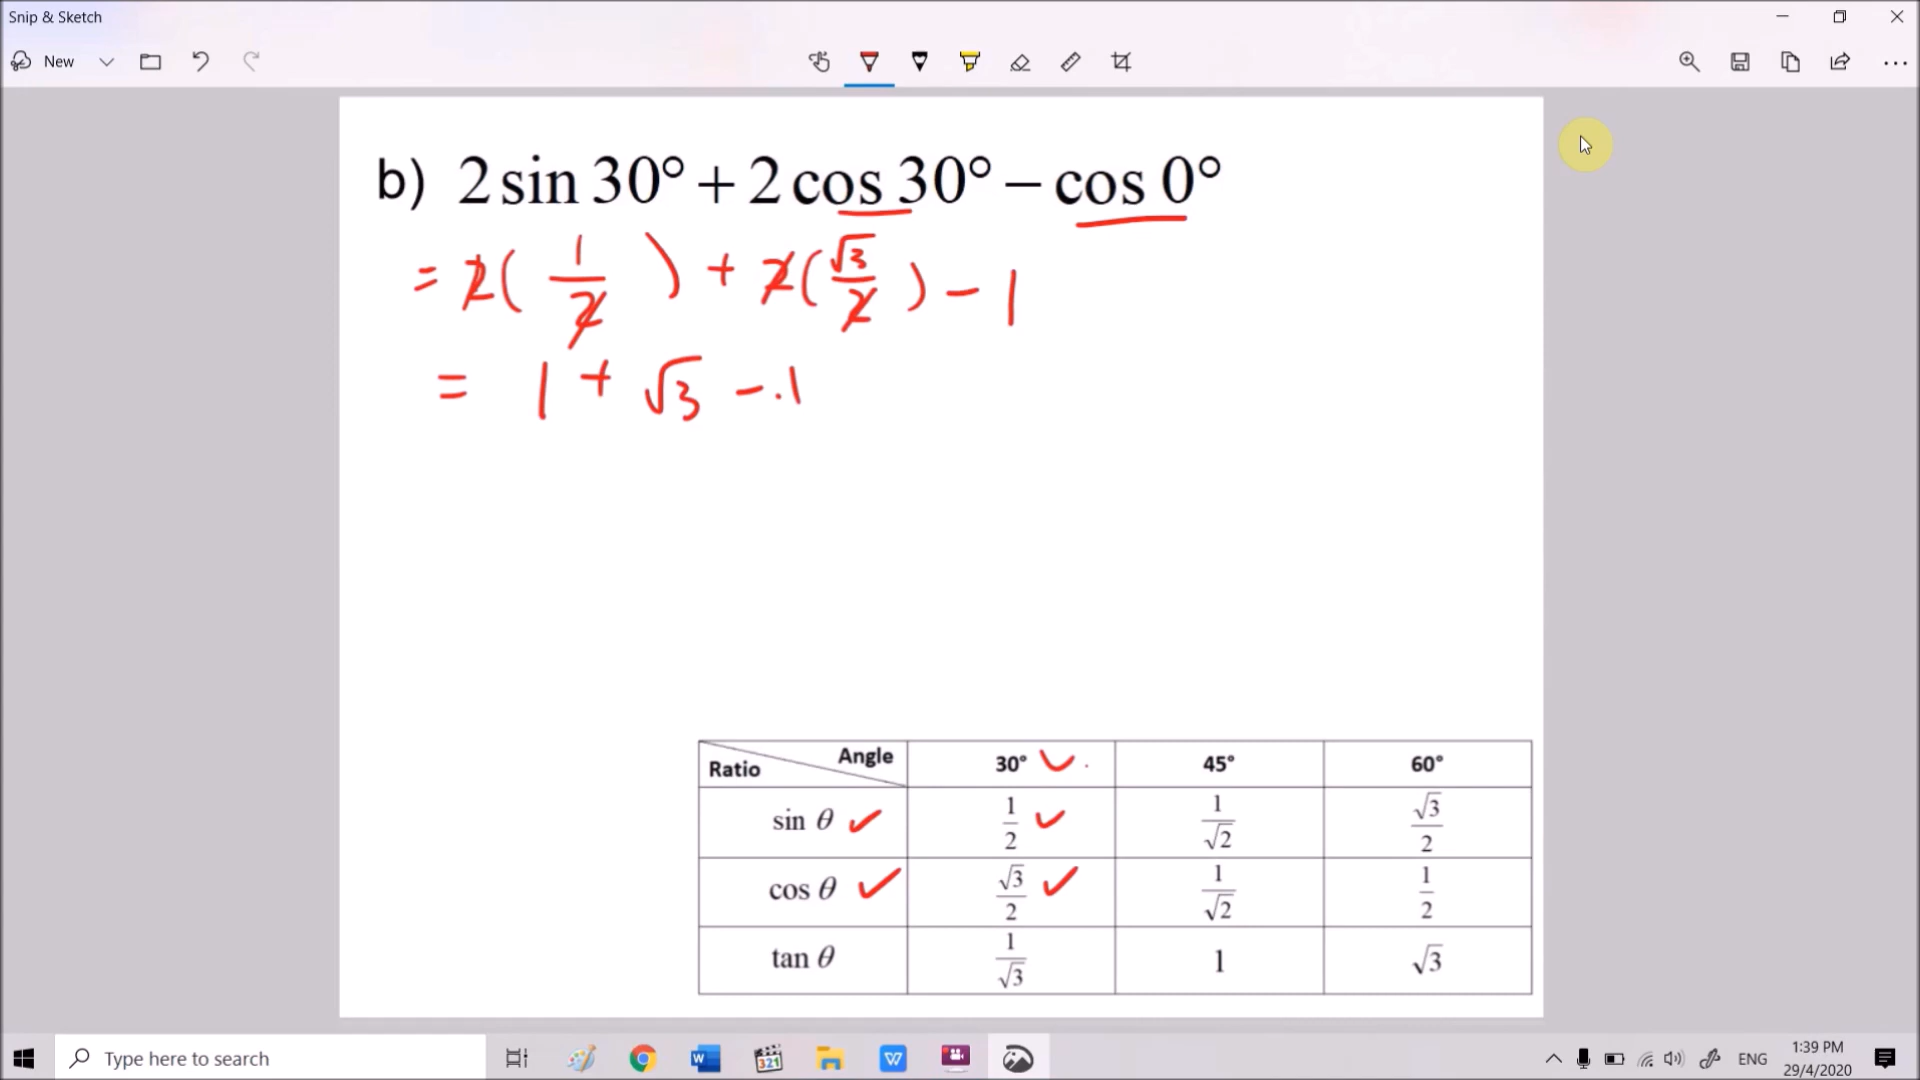 Snip & Sketch
New
b) 2 sin 30° + 2 cos 30° − cos 0°
= 2( 1/2 ) + 2( √3/2 ) − 1
= 1 + √3 − 1
Ratio Angle 30° 45° 60°
sin θ 1/2 1/√2 √3/2
cos θ √3/2 1/√2 1/2
tan θ 1/√3 1 √3
Type here to search
321
W
W
ENG
1:39 PM
29/4/2020